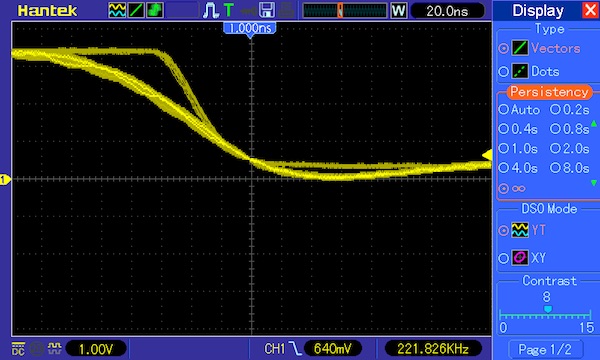 Hantek T W 20.0ns Display
1.000ns
Type
Vectors
Dots
Persistency
Auto 0.2s
0.4s 0.8s
1.0s 2.0s
4.0s 8.0s
∞
DSO Mode
YT
XY
Contrast
8
0 15
Page 1/2
1
DC 1.00V CH1 640mV 221.826KHz